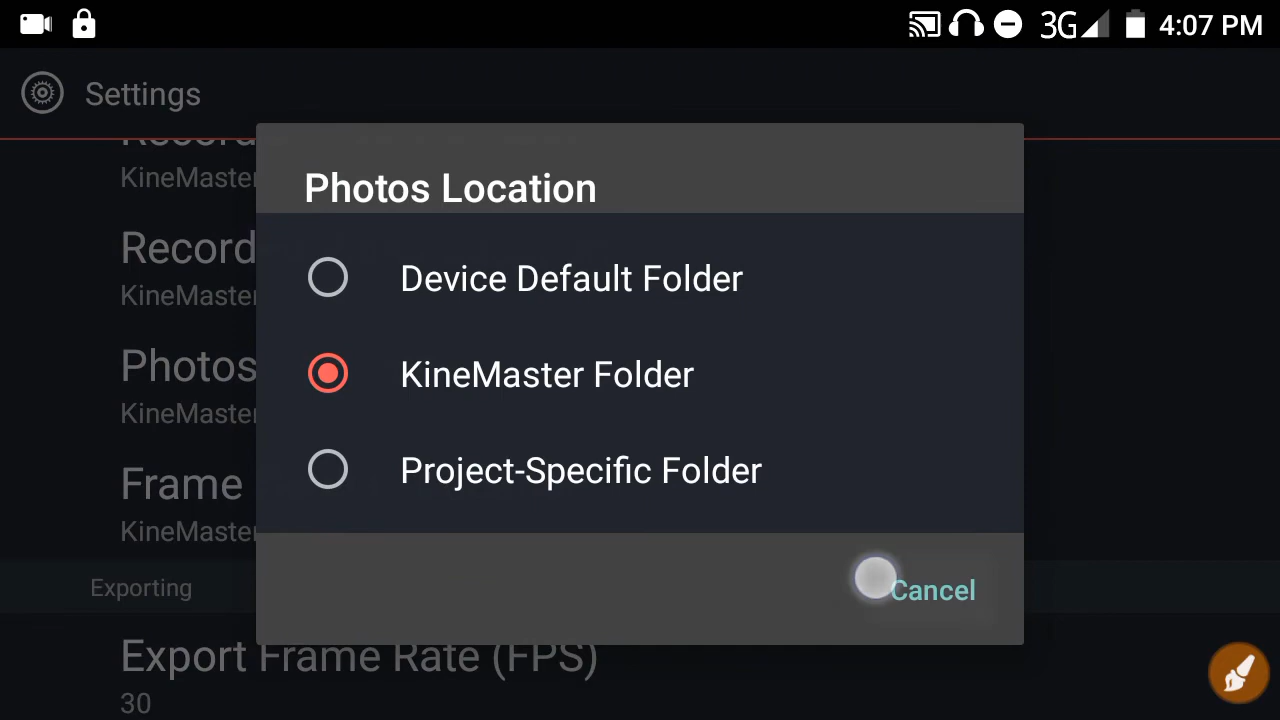 3G 4:07 PM
Settings
KineMaster
Record
KineMaster
Photos
KineMaster
Frame
KineMaster
Exporting
Export Frame Rate (FPS)
30
Photos Location
Device Default Folder
KineMaster Folder
Project-Specific Folder
Cancel